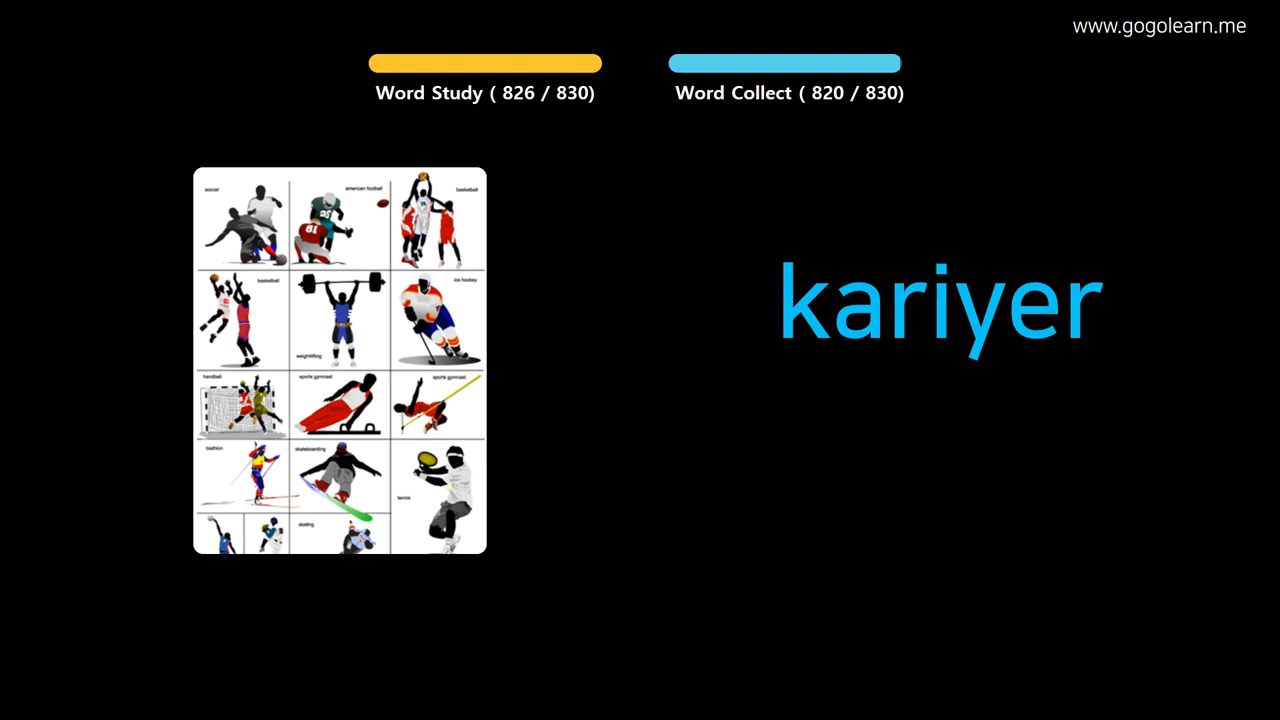 www.gogolearn.me
Word Study ( 826 / 830)
Word Collect ( 820 / 830)
soccer
american football
basketball
basketball
ice hockey
weightlifting
handball
sports gymnast
sports gymnast
biathlon
skateboarding
tennis
skating
kariyer